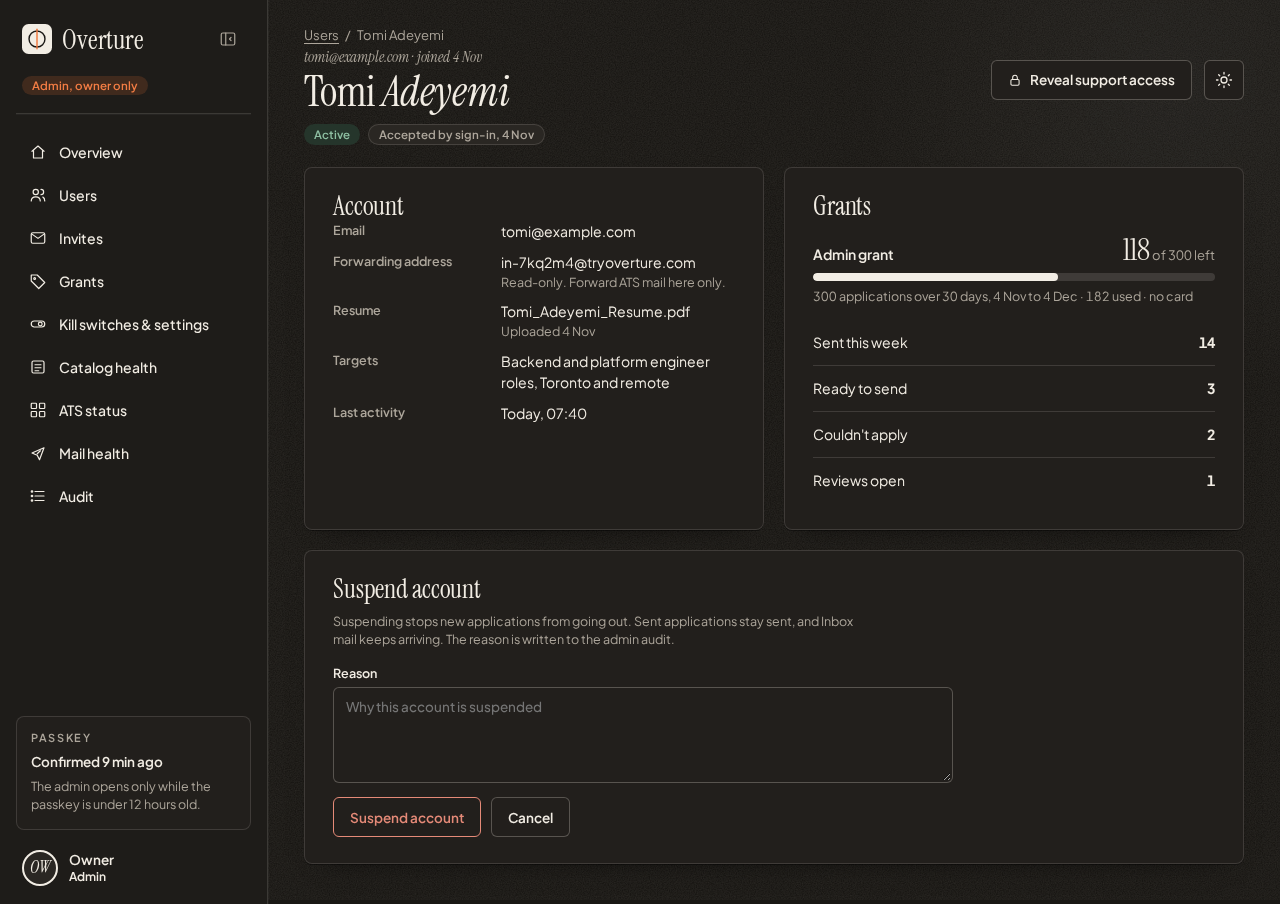 Overture
Admin, owner only
Overview
Users
Invites
Grants
Kill switches & settings
Catalog health
ATS status
Mail health
Audit
PASSKEY
Confirmed 9 min ago
The admin opens only while the
passkey is under 12 hours old.
OW
Owner
Admin
Users / Tomi Adeyemi
tomi@example.com · joined 4 Nov
Tomi Adeyemi
Active
Accepted by sign-in, 4 Nov
Reveal support access
Account
Email tomi@example.com
Forwarding address in-7kq2m4@tryoverture.com
Read-only. Forward ATS mail here only.
Resume Tomi_Adeyemi_Resume.pdf
Uploaded 4 Nov
Targets Backend and platform engineer
roles, Toronto and remote
Last activity Today, 07:40
Grants
Admin grant 118 of 300 left
300 applications over 30 days, 4 Nov to 4 Dec · 182 used · no card
Sent this week 14
Ready to send 3
Couldn't apply 2
Reviews open 1
Suspend account
Suspending stops new applications from going out. Sent applications stay sent, and Inbox
mail keeps arriving. The reason is written to the admin audit.
Reason
Why this account is suspended
Suspend account
Cancel